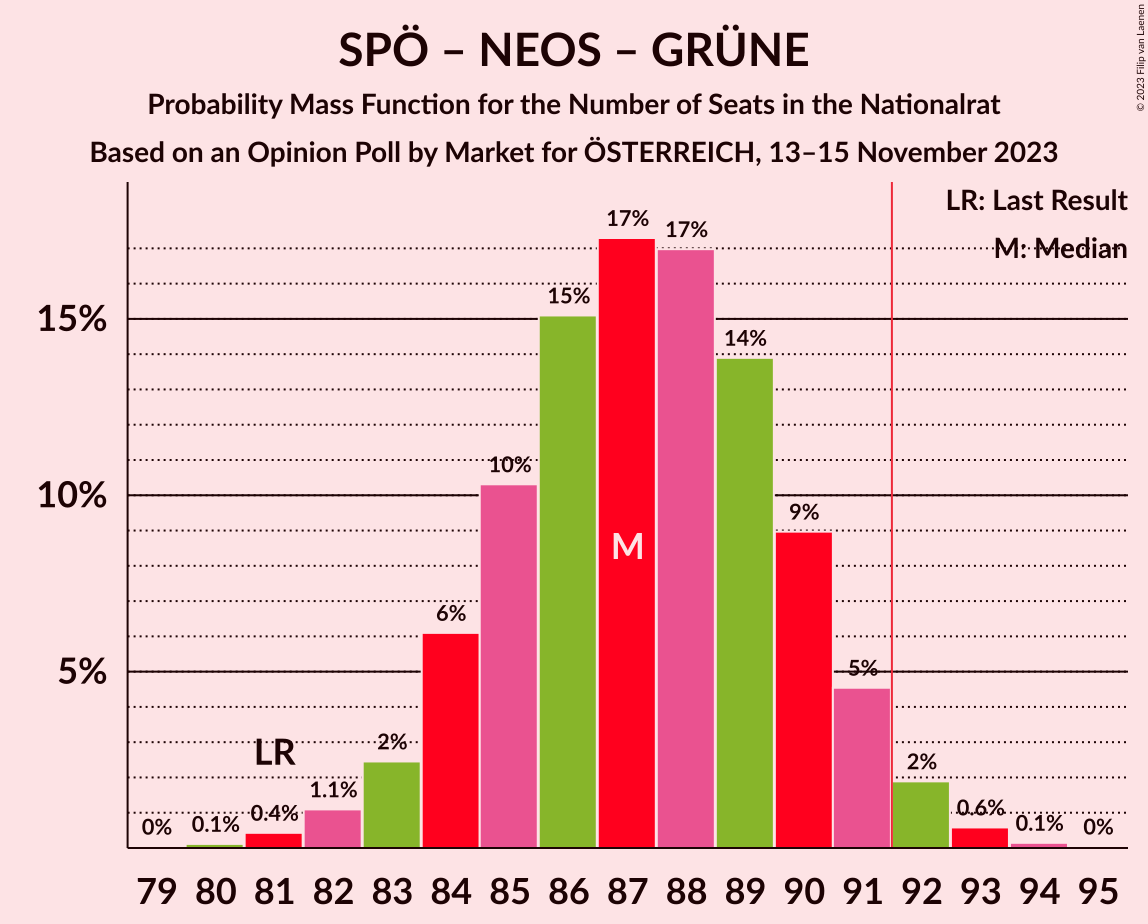 SPÖ – NEOS – GRÜNE
Probability Mass Function for the Number of Seats in the Nationalrat
Based on an Opinion Poll by Market for ÖSTERREICH, 13–15 November 2023
© 2023 Filip van Laenen
LR: Last Result
M: Median
17%
17%
15%
15%
14%
10%
10%
9%
M
6%
5%
5%
LR
2%
2%
1.1%
0.4%
0.6%
0%
0.1%
0.1%
0%
79 80 81 82 83 84 85 86 87 88 89 90 91 92 93 94 95